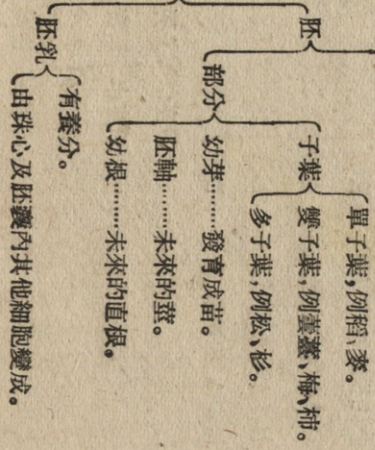 胚
部分
子葉
單子葉，例稻、麥。
雙子葉，例蕓薹、梅、柿。
多子葉，例松、杉。
幼芽………發育成苗。
胚軸………未來的莖。
幼根………未來的直根。
胚乳
有養分。
由珠心及胚囊內其他細胞變成。